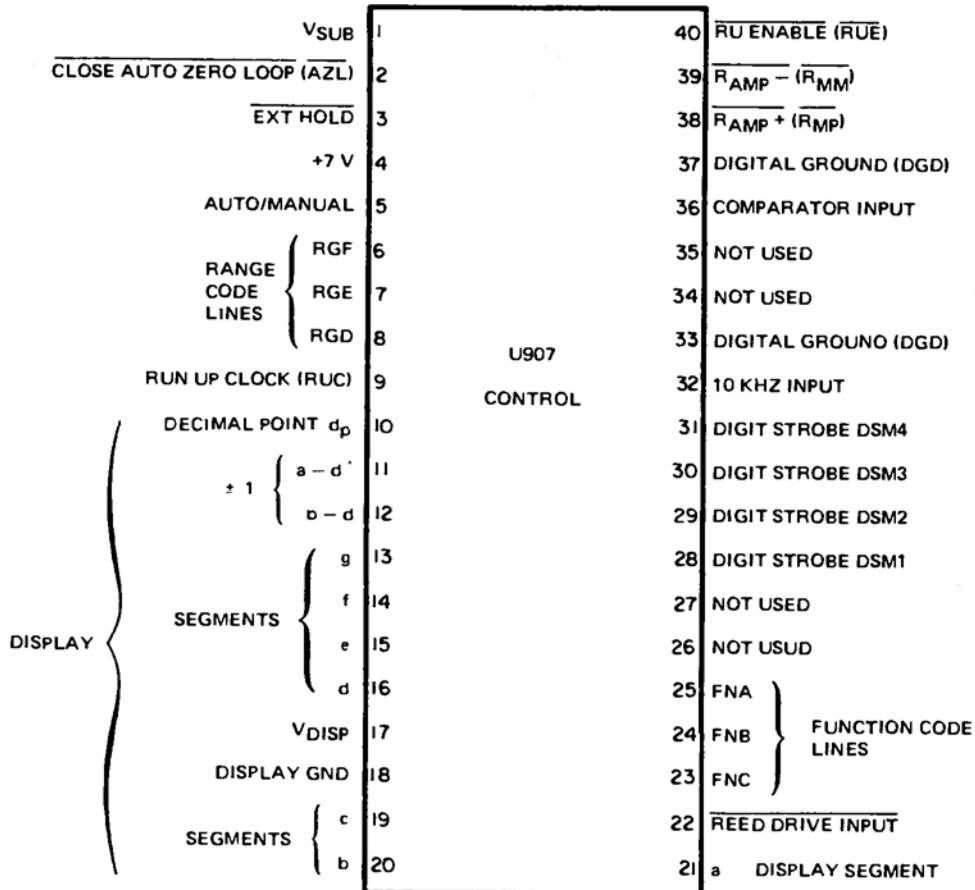 V SUB 1
CLOSE AUTO ZERO LOOP (AZL) 2
EXT HOLD 3
+7 V 4
AUTO/MANUAL 5
RANGE CODE LINES
RGF 6
RGE 7
RGD 8
RUN UP CLOCK (RUC) 9
DISPLAY
DECIMAL POINT dp 10
± 1
a – d 11
b – d 12
SEGMENTS
g 13
f 14
e 15
d 16
VDISP 17
DISPLAY GND 18
SEGMENTS
c 19
b 20
U907
CONTROL
40 RU ENABLE (RUE)
39 RAMP – (RMM)
38 RAMP + (RMP)
37 DIGITAL GROUND (DGD)
36 COMPARATOR INPUT
35 NOT USED
34 NOT USED
33 DIGITAL GROUNO (DGD)
32 10 KHZ INPUT
31 DIGIT STROBE DSM4
30 DIGIT STROBE DSM3
29 DIGIT STROBE DSM2
28 DIGIT STROBE DSM1
27 NOT USED
26 NOT USUD
25 FNA
24 FNB
23 FNC
FUNCTION CODE
LINES
22 REED DRIVE INPUT
21 a DISPLAY SEGMENT